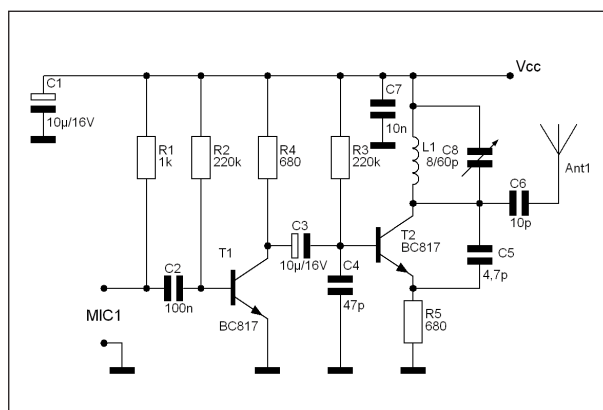 C1
10µ/16V
R1
1k
R2
220k
R4
680
R3
220k
C7
10n
Vcc
L1
C8
8/60p
Ant1
C6
10p
C3
10µ/16V
T1
BC817
T2
BC817
C2
100n
C4
47p
C5
4,7p
R5
680
MIC1